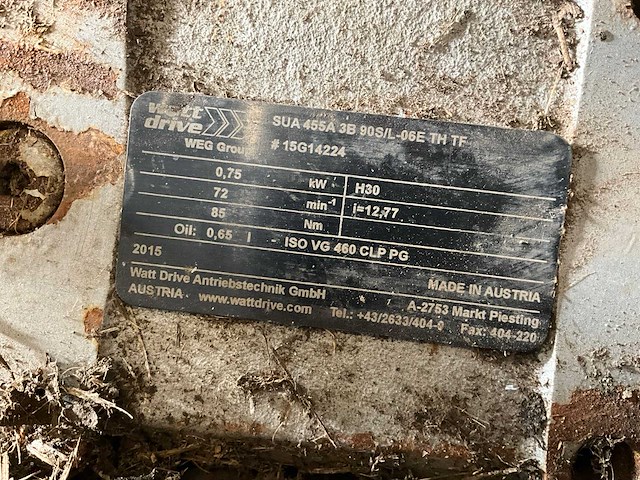 watt drive SUA 455A 3B 90S/L-06E TH TF
WEG Group # 15G14224
0,75 kW H30
72 min-1 i=12,77
85 Nm
Oil: 0,65 l ISO VG 460 CLP PG
2015
Watt Drive Antriebstechnik GmbH MADE IN AUSTRIA
AUSTRIA www.wattdrive.com A-2753 Markt Piesting
Tel.: +43/2633/404-0 Fax: 404-220